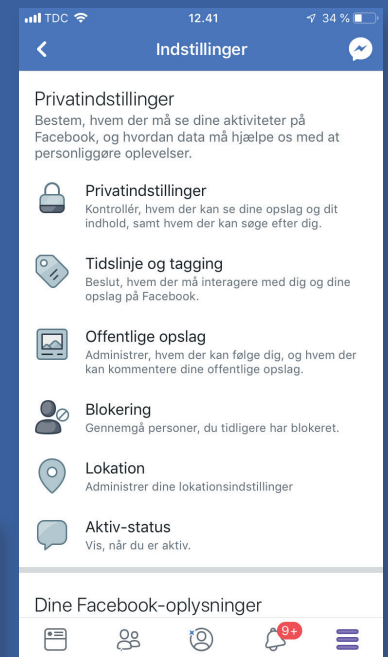 TDC 12.41 34 %
Indstillinger
Privatindstillinger
Bestem, hvem der må se dine aktiviteter på
Facebook, og hvordan data må hjælpe os med at
personliggøre oplevelser.
Privatindstillinger
Kontrollér, hvem der kan se dine opslag og dit
indhold, samt hvem der kan søge efter dig.
Tidslinje og tagging
Beslut, hvem der må interagere med dig og dine
opslag på Facebook.
Offentlige opslag
Administrer, hvem der kan følge dig, og hvem der
kan kommentere dine offentlige opslag.
Blokering
Gennemgå personer, du tidligere har blokeret.
Lokation
Administrer dine lokationsindstillinger
Aktiv-status
Vis, når du er aktiv.
Dine Facebook-oplysninger
9+